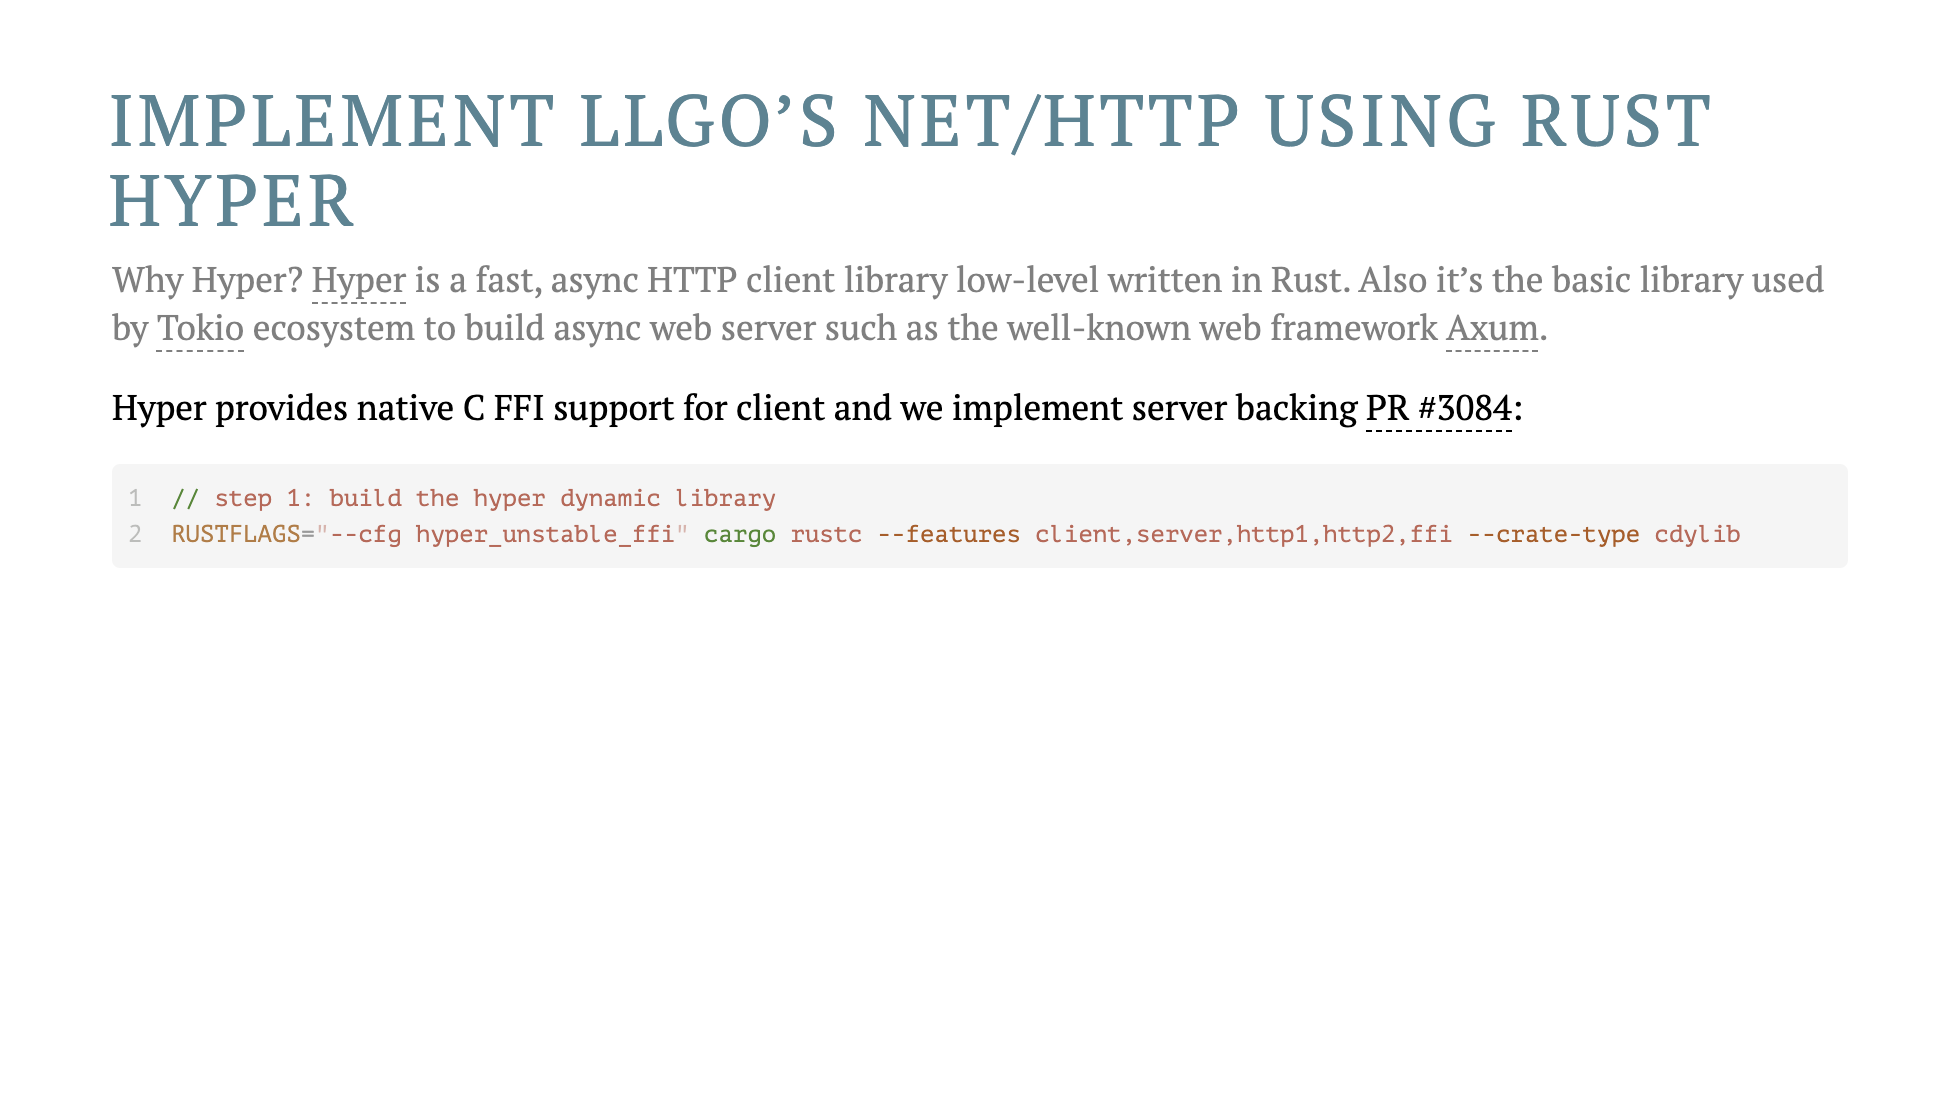 IMPLEMENT LLGO’S NET/HTTP USING RUST
HYPER
Why Hyper? Hyper is a fast, async HTTP client library low-level written in Rust. Also it’s the basic library used
by Tokio ecosystem to build async web server such as the well-known web framework Axum.
Hyper provides native C FFI support for client and we implement server backing PR #3084:
1 // step 1: build the hyper dynamic library
2 RUSTFLAGS="--cfg hyper_unstable_ffi" cargo rustc --features client,server,http1,http2,ffi --crate-type cdylib